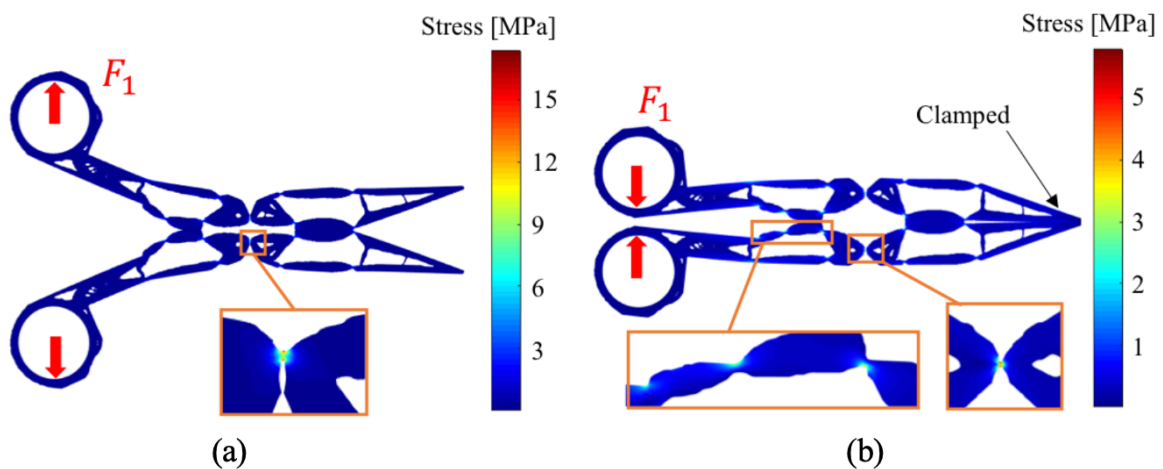 Stress [MPa]
F₁
15
12
9
6
3
(a)
Stress [MPa]
F₁
Clamped
5
4
3
2
1
(b)